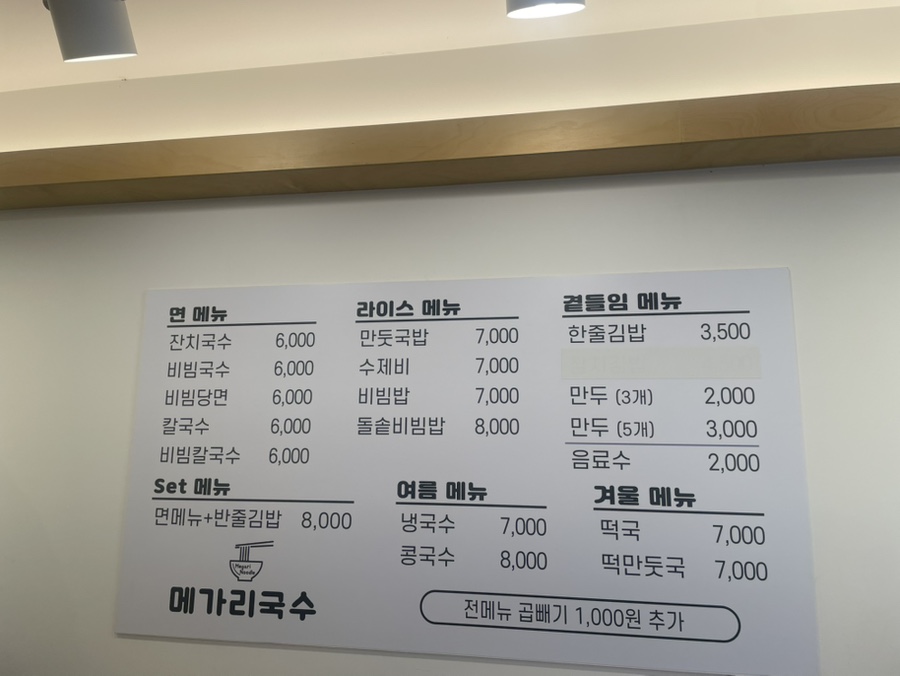 면 메뉴
잔치국수 6,000
비빔국수 6,000
비빔당면 6,000
칼국수 6,000
비빔칼국수 6,000
라이스 메뉴
만둣국밥 7,000
수제비 7,000
비빔밥 7,000
돌솥비빔밥 8,000
곁들임 메뉴
한줄김밥 3,500
만두 (3개) 2,000
만두 (5개) 3,000
음료수 2,000
Set 메뉴
면메뉴+반줄김밥 8,000
여름 메뉴
냉국수 7,000
콩국수 8,000
겨울 메뉴
떡국 7,000
떡만둣국 7,000
Megari
Noodle
메가리국수
전메뉴 곱빼기 1,000원 추가